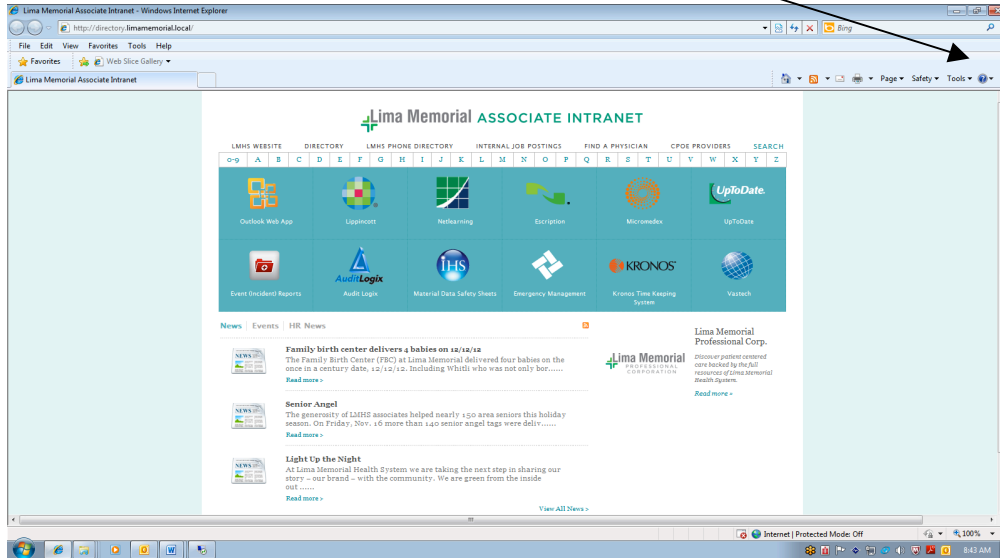 Lima Memorial Associate Intranet - Windows Internet Explorer
http://directory.limamemorial.local/
Bing
File Edit View Favorites Tools Help
Favorites Web Slice Gallery
Lima Memorial Associate Intranet
Page Safety Tools
Lima Memorial ASSOCIATE INTRANET
LMHS WEBSITE DIRECTORY LMHS PHONE DIRECTORY INTERNAL JOB POSTINGS FIND A PHYSICIAN CPOE PROVIDERS SEARCH
0-9 A B C D E F G H I J K L M N O P Q R S T U V W X Y Z
UpToDate.
Outlook Web App Lippincott Netlearning Escription Micromedex UpToDate
AuditLogix IHS KRONOS
Event (Incident) Reports Audit Logix Material Data Safety Sheets Emergency Management Kronos Time Keeping Vaztech
System
News Events HR News
Family birth center delivers 4 babies on 12/12/12
The Family Birth Center (FBC) at Lima Memorial delivered four babies on the
once in a century date, 12/12/12. Including Whitli who was not only bor......
Read more >
Lima Memorial
PROFESSIONAL
CORPORATION
Lima Memorial
Professional Corp.
Discover patient centered
care backed by the full
resources of Lima Memorial
Health System.
Read more »
NEWS
Senior Angel
The generosity of LMHS associates helped nearly 150 area seniors this holiday
season. On Friday, Nov. 16 more than 140 senior angel tags were deliv......
Read more >
NEWS
Light Up the Night
At Lima Memorial Health System we are taking the next step in sharing our
story – our brand – with the community. We are green from the inside
out ......
Read more >
NEWS
View All News >
Internet | Protected Mode: Off 100%
8:43 AM